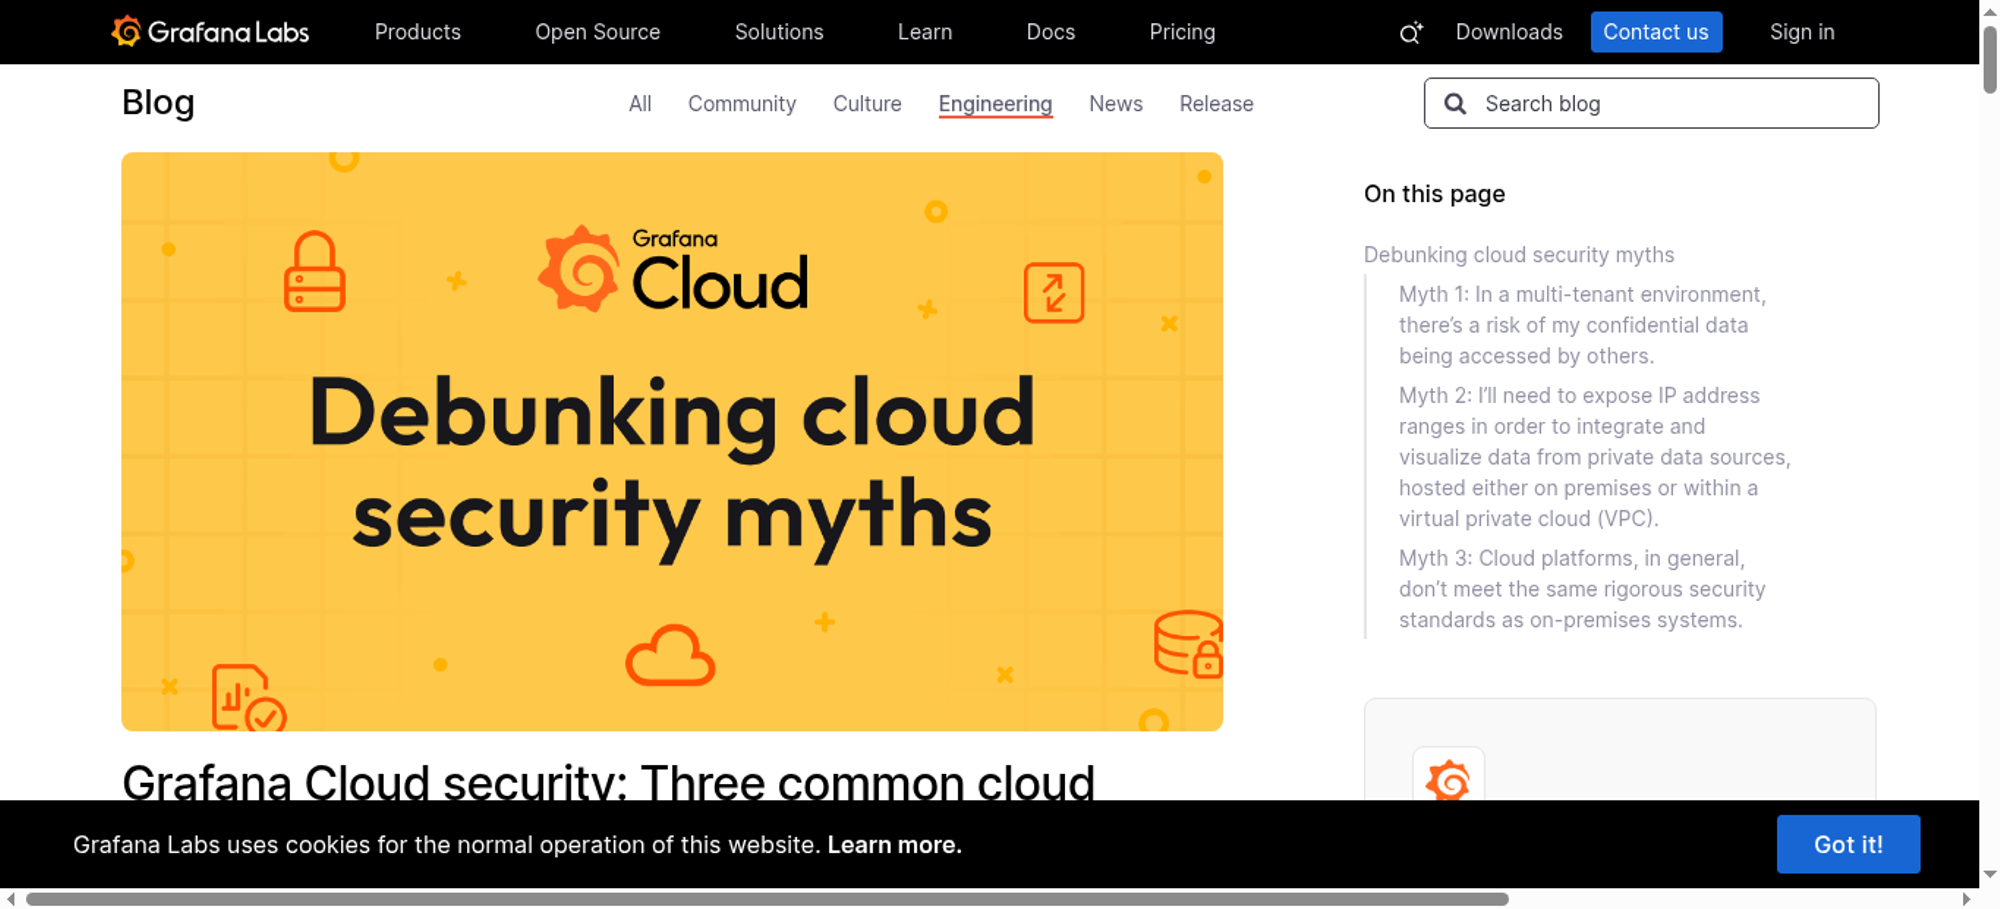 Grafana Labs Products Open Source Solutions Learn Docs Pricing Downloads Contact us Sign in
Blog All Community Culture Engineering News Release Search blog
Grafana
Cloud
Debunking cloud
security myths
Grafana Cloud security: Three common cloud
On this page
Debunking cloud security myths
Myth 1: In a multi-tenant environment,
there’s a risk of my confidential data
being accessed by others.
Myth 2: I’ll need to expose IP address
ranges in order to integrate and
visualize data from private data sources,
hosted either on premises or within a
virtual private cloud (VPC).
Myth 3: Cloud platforms, in general,
don’t meet the same rigorous security
standards as on-premises systems.
Grafana Labs uses cookies for the normal operation of this website. Learn more. Got it!